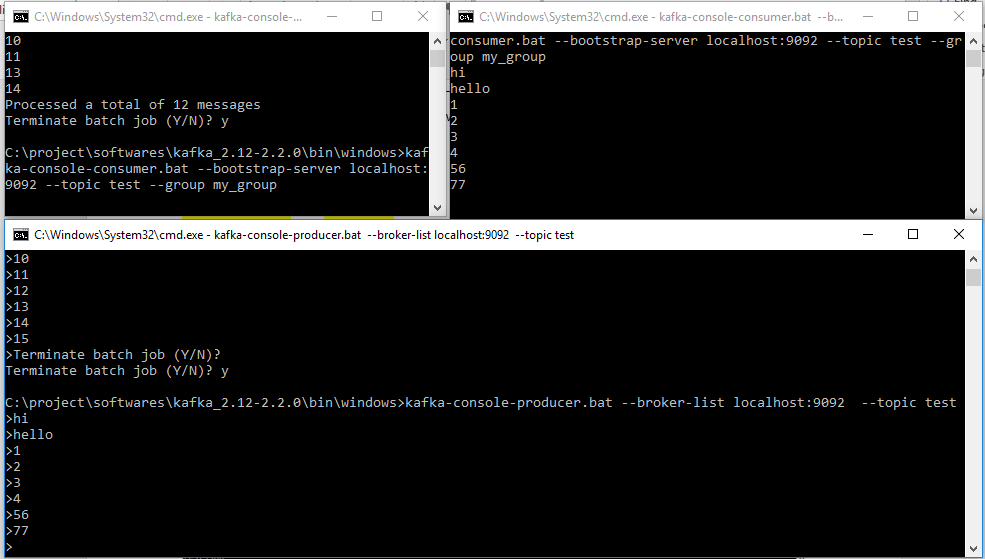 C:\Windows\System32\cmd.exe - kafka-console-...
10
11
13
14
Processed a total of 12 messages
Terminate batch job (Y/N)? y
C:\project\softwares\kafka_2.12-2.2.0\bin\windows>kaf
ka-console-consumer.bat --bootstrap-server localhost:
9092 --topic test --group my_group
C:\Windows\System32\cmd.exe - kafka-console-consumer.bat --b...
consumer.bat --bootstrap-server localhost:9092 --topic test --gr
oup my_group
hi
hello
1
2
3
4
56
77
C:\Windows\System32\cmd.exe - kafka-console-producer.bat --broker-list localhost:9092 --topic test
>10
>11
>12
>13
>14
>15
>Terminate batch job (Y/N)?
Terminate batch job (Y/N)? y
C:\project\softwares\kafka_2.12-2.2.0\bin\windows>kafka-console-producer.bat --broker-list localhost:9092  --topic test
>hi
>hello
>1
>2
>3
>4
>56
>77
>